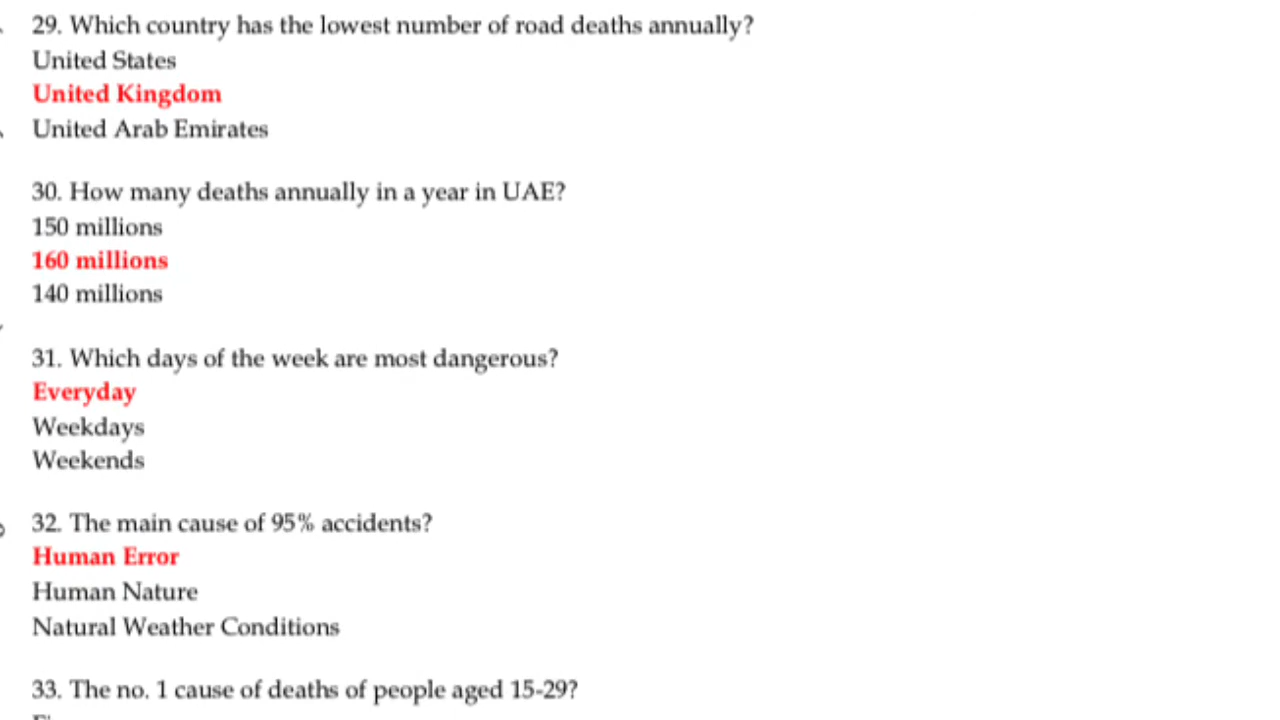 29. Which country has the lowest number of road deaths annually?
United States
United Kingdom
United Arab Emirates
30. How many deaths annually in a year in UAE?
150 millions
160 millions
140 millions
31. Which days of the week are most dangerous?
Everyday
Weekdays
Weekends
32. The main cause of 95% accidents?
Human Error
Human Nature
Natural Weather Conditions
33. The no. 1 cause of deaths of people aged 15-29?